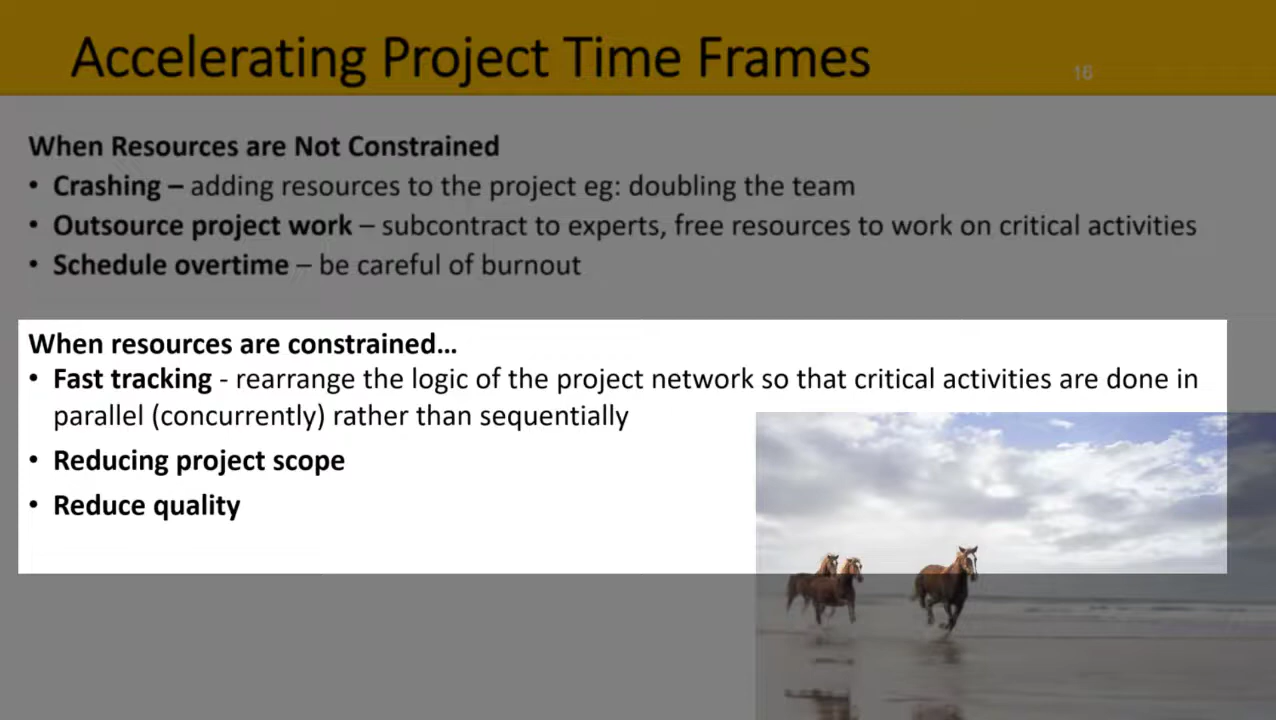 Accelerating Project Time Frames
16
When Resources are Not Constrained
• Crashing – adding resources to the project eg: doubling the team
• Outsource project work – subcontract to experts, free resources to work on critical activities
• Schedule overtime – be careful of burnout
When resources are constrained…
• Fast tracking - rearrange the logic of the project network so that critical activities are done in
parallel (concurrently) rather than sequentially
• Reducing project scope
• Reduce quality